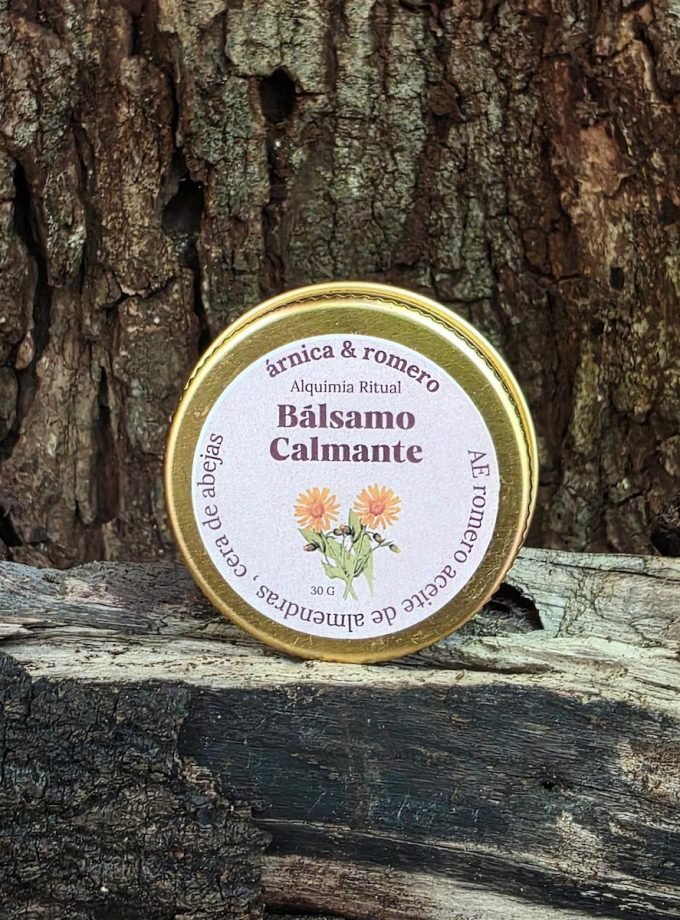 árnica & romero
Alquimia Ritual
Bálsamo
Calmante
AE romero aceite de almendras , cera de abejas
30 G